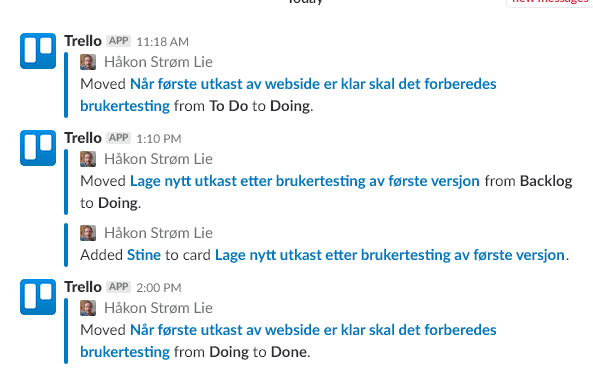 Today
new messages
Trello APP 11:18 AM
Håkon Strøm Lie
Moved Når første utkast av webside er klar skal det forberedes
brukertesting from To Do to Doing.
Trello APP 1:10 PM
Håkon Strøm Lie
Moved Lage nytt utkast etter brukertesting av første versjon from Backlog
to Doing.
Håkon Strøm Lie
Added Stine to card Lage nytt utkast etter brukertesting av første versjon.
Trello APP 2:00 PM
Håkon Strøm Lie
Moved Når første utkast av webside er klar skal det forberedes
brukertesting from Doing to Done.